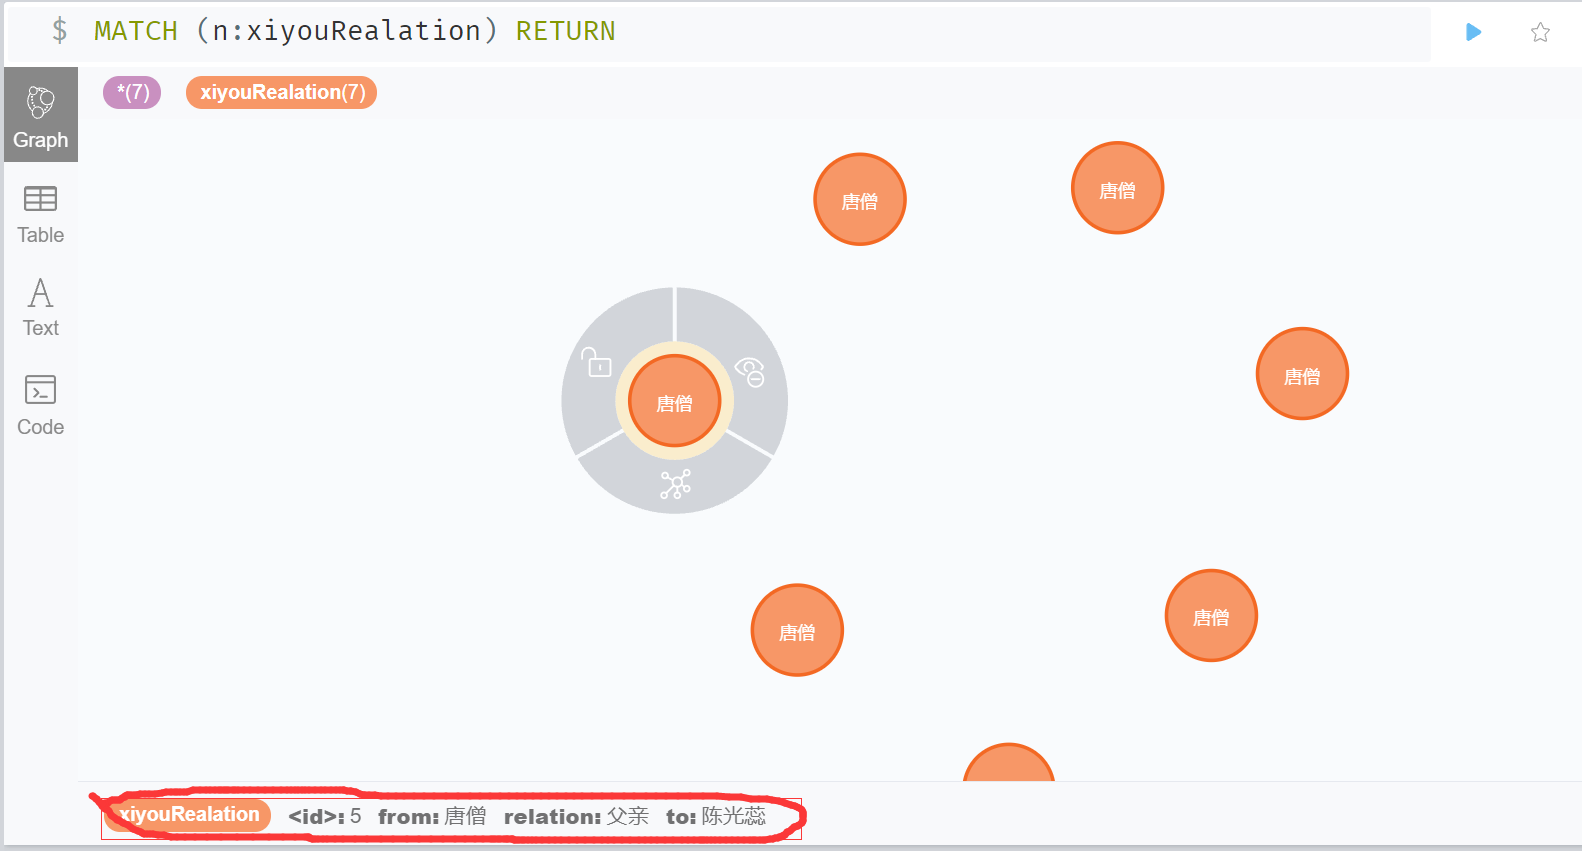 $ MATCH (n:xiyouRealation) RETURN
*(7) xiyouRealation(7)
Graph
Table
Text
Code
唐僧
唐僧
唐僧
唐僧
唐僧
唐僧
xiyouRealation <id>: 5 from: 唐僧 relation: 父亲 to: 陈光蕊